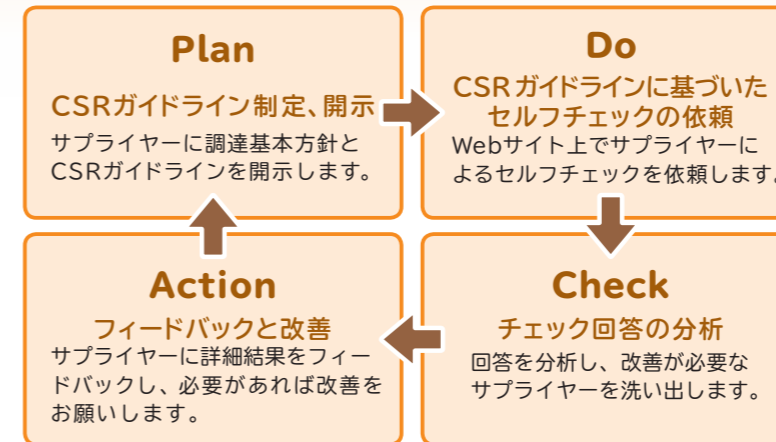 Plan
CSRガイドライン制定、開示
サプライヤーに調達基本方針と
CSRガイドラインを開示します。
Do
CSRガイドラインに基づいた
セルフチェックの依頼
Webサイト上でサプライヤーに
よるセルフチェックを依頼します。
Action
フィードバックと改善
サプライヤーに詳細結果をフィー
ドバックし、必要があれば改善を
お願いします。
Check
チェック回答の分析
回答を分析し、改善が必要な
サプライヤーを洗い出します。